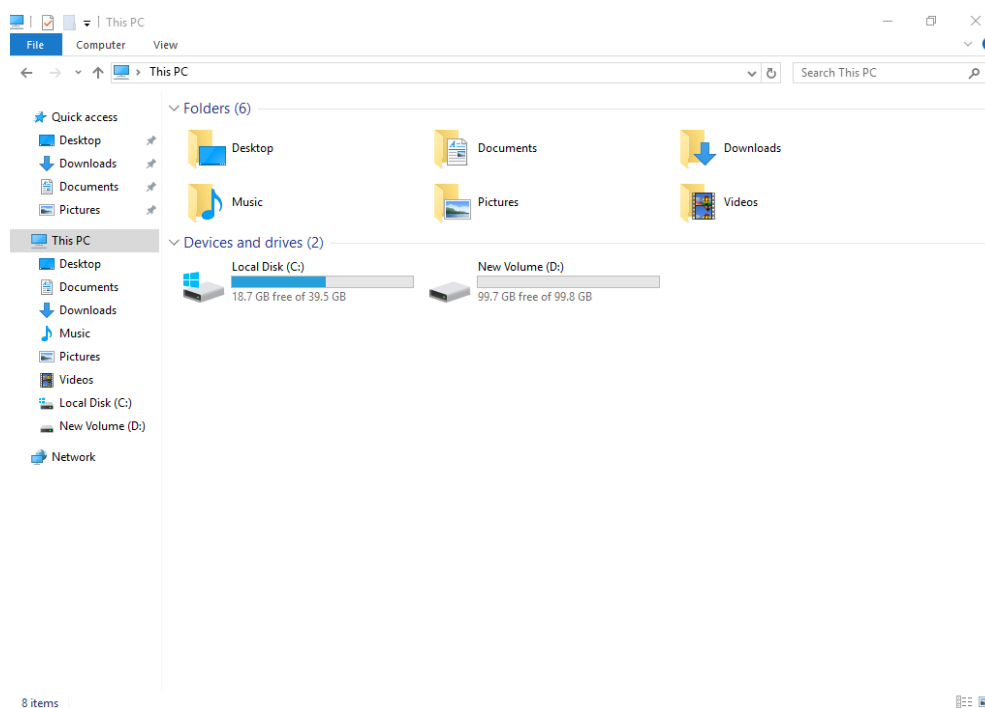 This PC
File Computer View
This PC
Search This PC
Quick access
Desktop
Downloads
Documents
Pictures
This PC
Desktop
Documents
Downloads
Music
Pictures
Videos
Local Disk (C:)
New Volume (D:)
Network
Folders (6)
Desktop Documents Downloads
Music Pictures Videos
Devices and drives (2)
Local Disk (C:) New Volume (D:)
18.7 GB free of 39.5 GB 99.7 GB free of 99.8 GB
8 items